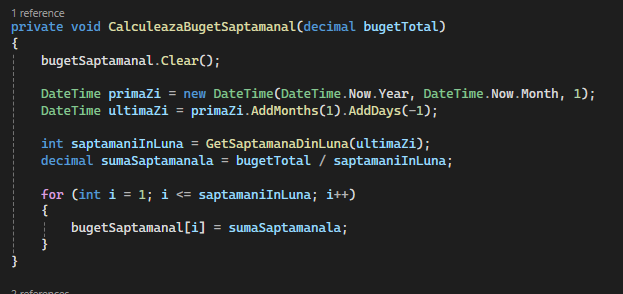 1 reference
private void CalculeazaBugetSaptamanal(decimal bugetTotal)
{
bugetSaptamanal.Clear();
DateTime primaZi = new DateTime(DateTime.Now.Year, DateTime.Now.Month, 1);
DateTime ultimaZi = primaZi.AddMonths(1).AddDays(-1);
int saptamaniInLuna = GetSaptamanaDinLuna(ultimaZi);
decimal sumaSaptamanala = bugetTotal / saptamaniInLuna;
for (int i = 1; i <= saptamaniInLuna; i++)
{
bugetSaptamanal[i] = sumaSaptamanala;
}
}
2 references